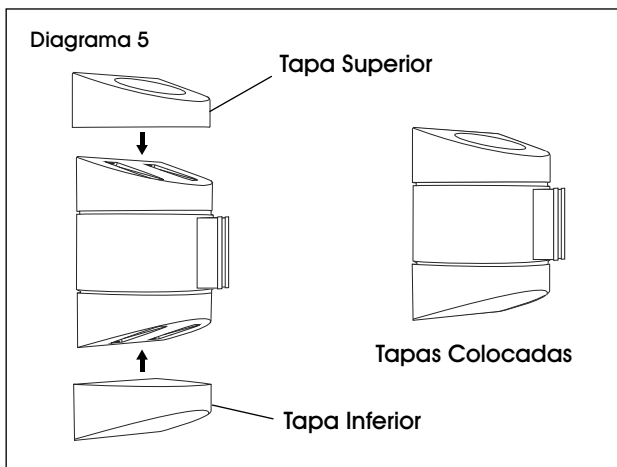 Diagrama 5
Tapa Superior
Tapas Colocadas
Tapa Inferior